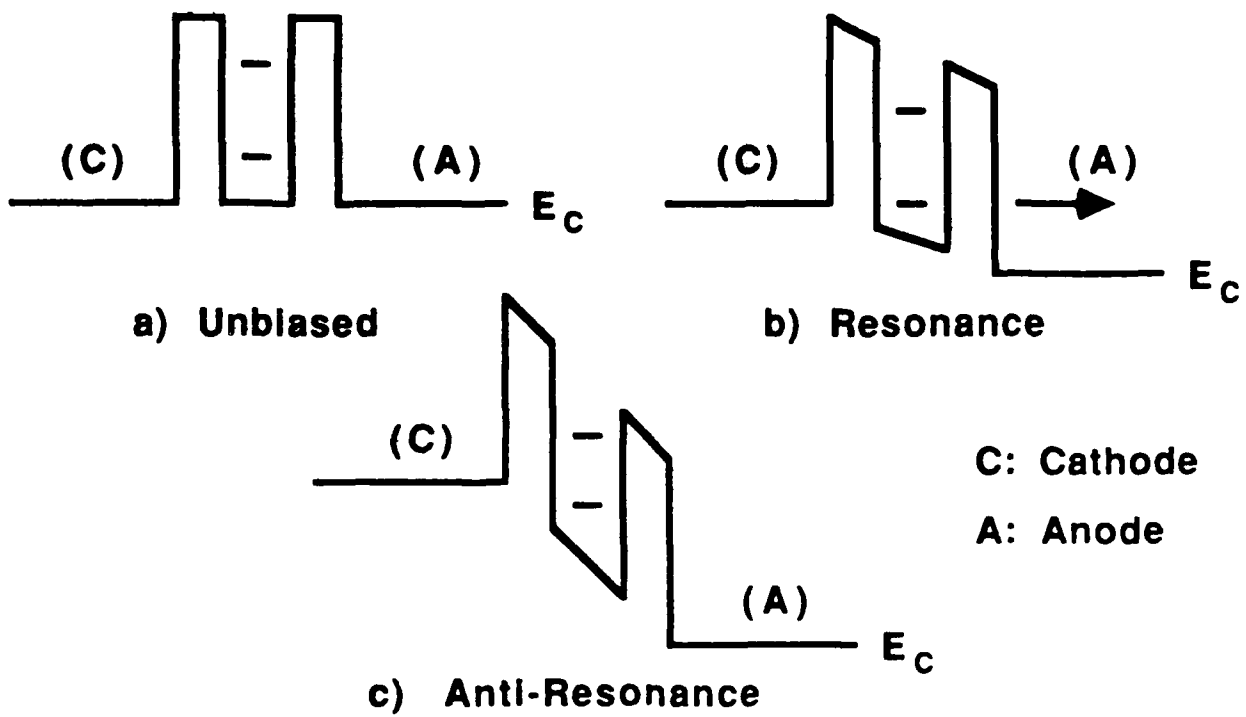 (C) (A) E_C
a) Unbiased
(C) (A) E_C
b) Resonance
(C)
(A) E_C
c) Anti-Resonance
C: Cathode
A: Anode